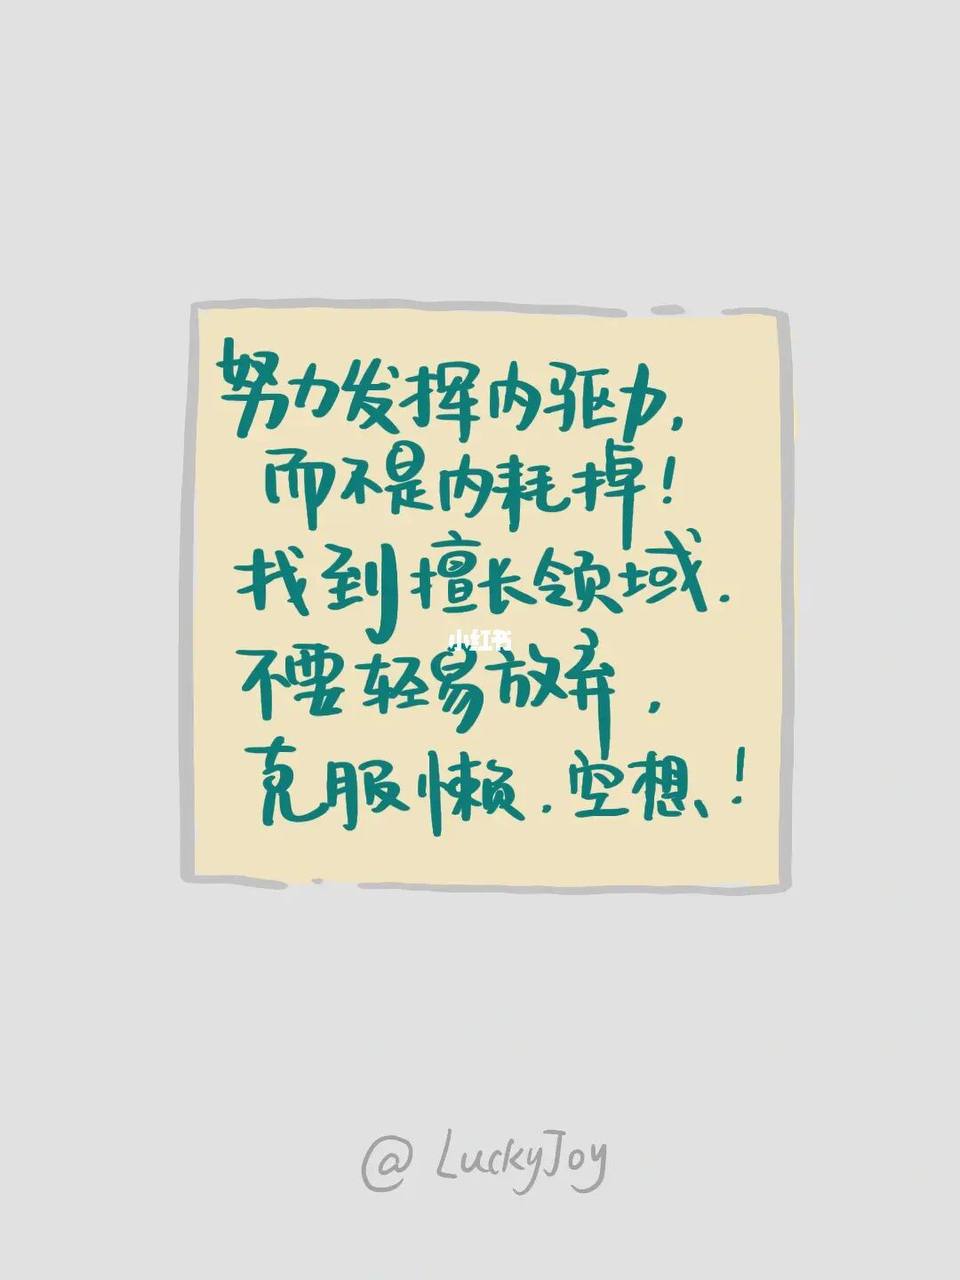 努力发挥内驱力,
而不是内耗掉!
找到擅长领域.
小红书
不要轻易放弃.
克服懒.空想、!
@LuckyJoy